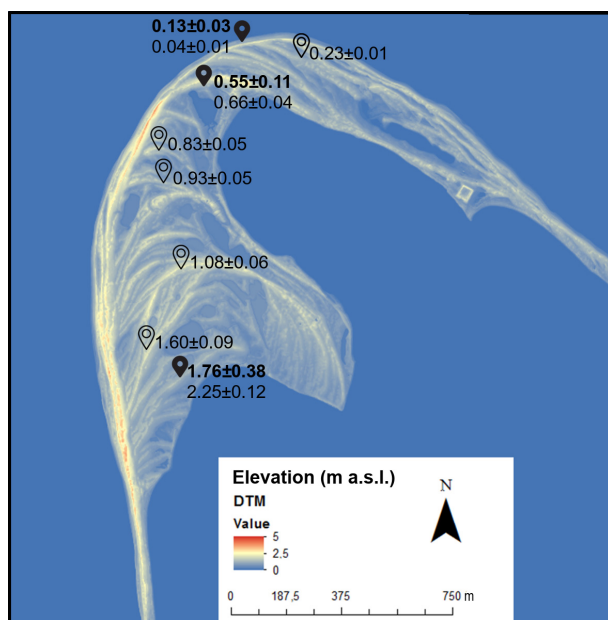 0.13±0.03
0.04±0.01
0.23±0.01
0.55±0.11
0.66±0.04
0.83±0.05
0.93±0.05
1.08±0.06
1.60±0.09
1.76±0.38
2.25±0.12
Elevation (m a.s.l.)
DTM
Value
5
2.5
0
N
0 187,5 375 750 m